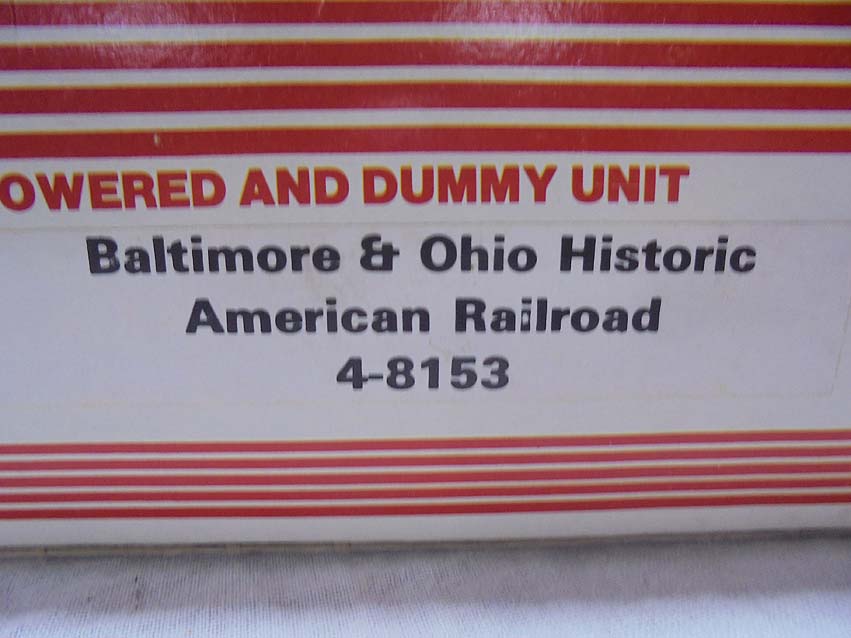 OWERED AND DUMMY UNIT
Baltimore & Ohio Historic
American Railroad
4-8153